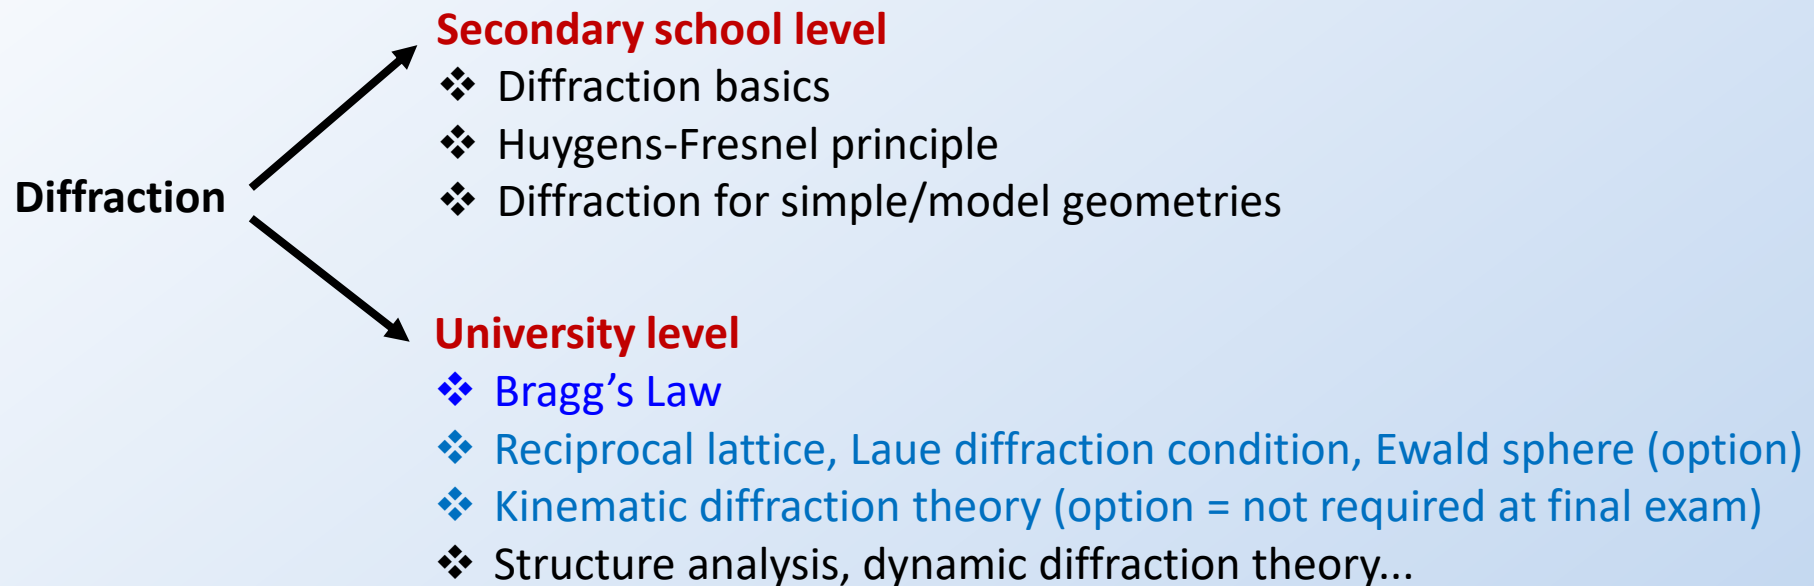 Diffraction
Secondary school level
❖ Diffraction basics
❖ Huygens-Fresnel principle
❖ Diffraction for simple/model geometries
University level
❖ Bragg’s Law
❖ Reciprocal lattice, Laue diffraction condition, Ewald sphere (option)
❖ Kinematic diffraction theory (option = not required at final exam)
❖ Structure analysis, dynamic diffraction theory...